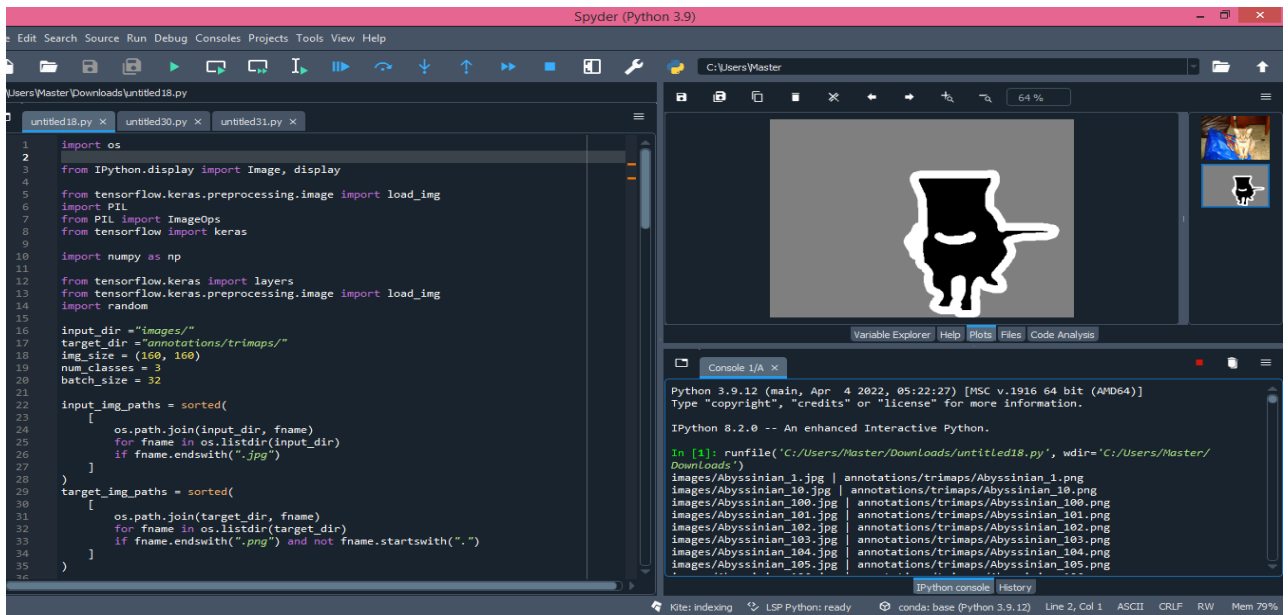 Spyder (Python 3.9)
Edit Search Source Run Debug Consoles Projects Tools View Help
C:\Users\Master
\Users\Master\Downloads\untitled18.py
untitled18.py
untitled30.py
untitled31.py
1 import os
2
3 from IPython.display import Image, display
4
5 from tensorflow.keras.preprocessing.image import load_img
6 import PIL
7 from PIL import ImageOps
8 from tensorflow import keras
9
10 import numpy as np
11
12 from tensorflow.keras import layers
13 from tensorflow.keras.preprocessing.image import load_img
14 import random
15
16 input_dir ="images/"
17 target_dir ="annotations/trimaps/"
18 img_size = (160, 160)
19 num_classes = 3
20 batch_size = 32
21
22 input_img_paths = sorted(
23 [
24 os.path.join(input_dir, fname)
25 for fname in os.listdir(input_dir)
26 if fname.endswith(".jpg")
27 ]
28 )
29 target_img_paths = sorted(
30 [
31 os.path.join(target_dir, fname)
32 for fname in os.listdir(target_dir)
33 if fname.endswith(".png") and not fname.startswith(".")
34 ]
35 )
36
64 %
Variable Explorer Help Plots Files Code Analysis
Console 1/A
Python 3.9.12 (main, Apr 4 2022, 05:22:27) [MSC v.1916 64 bit (AMD64)]
Type "copyright", "credits" or "license" for more information.
IPython 8.2.0 -- An enhanced Interactive Python.
In [1]: runfile('C:/Users/Master/Downloads/untitled18.py', wdir='C:/Users/Master/
Downloads')
images/Abyssinian_1.jpg | annotations/trimaps/Abyssinian_1.png
images/Abyssinian_10.jpg | annotations/trimaps/Abyssinian_10.png
images/Abyssinian_100.jpg | annotations/trimaps/Abyssinian_100.png
images/Abyssinian_101.jpg | annotations/trimaps/Abyssinian_101.png
images/Abyssinian_102.jpg | annotations/trimaps/Abyssinian_102.png
images/Abyssinian_103.jpg | annotations/trimaps/Abyssinian_103.png
images/Abyssinian_104.jpg | annotations/trimaps/Abyssinian_104.png
images/Abyssinian_105.jpg | annotations/trimaps/Abyssinian_105.png
IPython console History
Kite: indexing LSP Python: ready conda: base (Python 3.9.12) Line 2, Col 1 ASCII CRLF RW Mem 79%